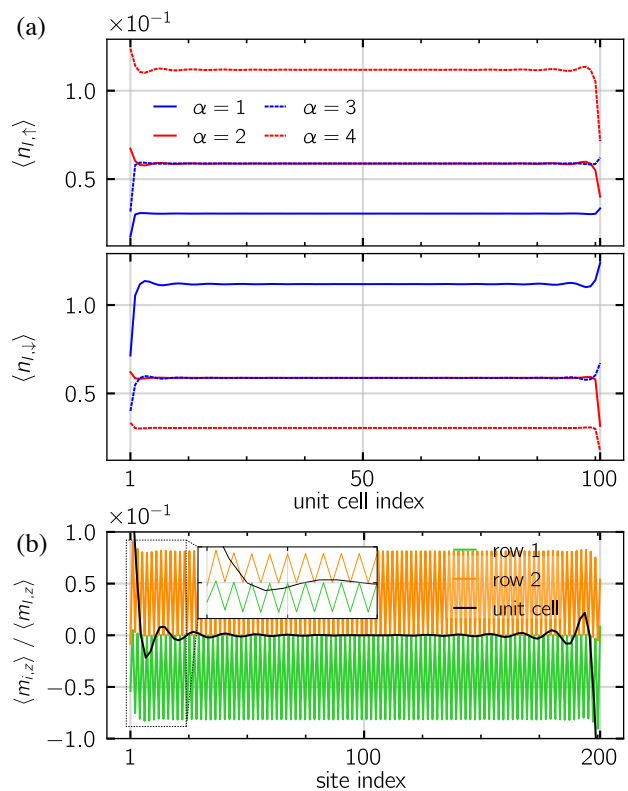 (a)
×10⁻¹
1.0
0.5
⟨n_{I,↑}⟩
α = 1
α = 2
α = 3
α = 4
1.0
0.5
⟨n_{I,↓}⟩
1 50 100
unit cell index
(b)
×10⁻¹
1.0
0.5
0.0
−0.5
−1.0
⟨m_{i,z}⟩ / ⟨m_{I,z}⟩
row 1
row 2
unit cell
1 100 200
site index